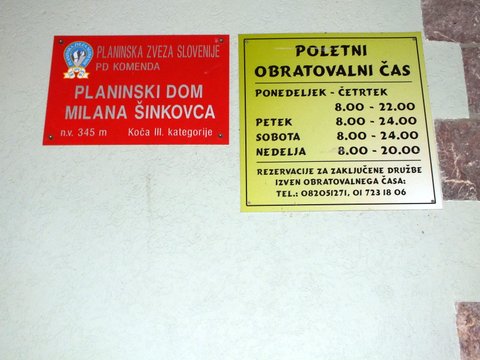 PLANINSKA ZVEZA SLOVENIJE
PD KOMENDA
PLANINSKI DOM
MILANA ŠINKOVCA
n.v. 345 m Koča III. kategorije
POLETNI
OBRATOVALNI ČAS
PONEDELJEK - ČETRTEK
8.00 - 22.00
PETEK 8.00 - 24.00
SOBOTA 8.00 - 24.00
NEDELJA 8.00 - 20.00
REZERVACIJE ZA ZAKLJUČENE DRUŽBE
IZVEN OBRATOVALNEGA ČASA:
TEL.: 082051271, 01 723 18 06